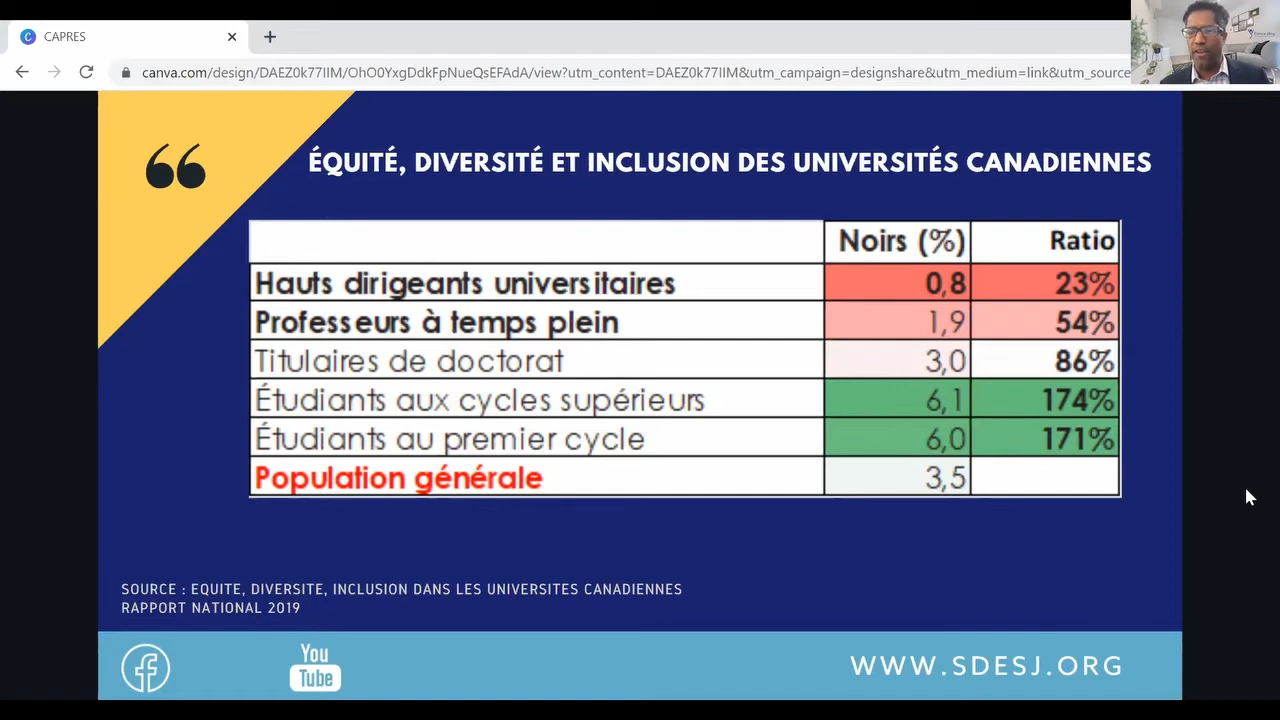 CAPRES
canva.com/design/DAEZ0k77IIM/OhO0YxgDdkFpNueQsEFAdA/view?utm_content=DAEZ0k77IIM&utm_campaign=designshare&utm_medium=link&utm_source
ÉQUITÉ, DIVERSITÉ ET INCLUSION DES UNIVERSITÉS CANADIENNES
Noirs (%) Ratio
Hauts dirigeants universitaires 0,8 23%
Professeurs à temps plein 1,9 54%
Titulaires de doctorat 3,0 86%
Étudiants aux cycles supérieurs 6,1 174%
Étudiants au premier cycle 6,0 171%
Population générale 3,5
SOURCE : EQUITE, DIVERSITE, INCLUSION DANS LES UNIVERSITES CANADIENNES
RAPPORT NATIONAL 2019
You
Tube
WWW.SDESJ.ORG